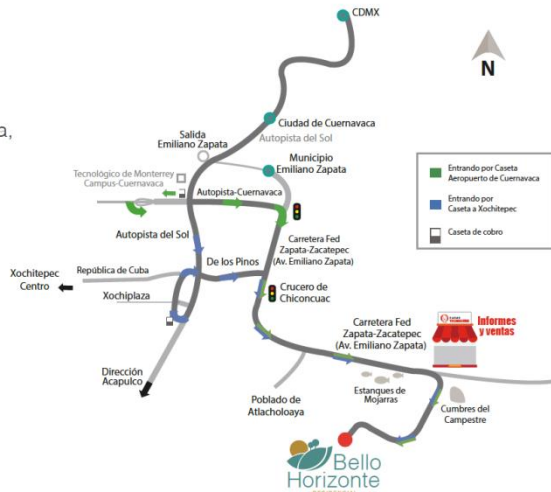 CDMX
N
a,
Ciudad de Cuernavaca
Autopista del Sol
Salida
Emiliano Zapata
Municipio
Emiliano Zapata
Tecnológico de Monterrey
Campus-Cuernavaca
Autopista-Cuernavaca
Entrando por Caseta
Aeropuerto de Cuernavaca
Entrando por
Caseta a Xochitepec
Caseta de cobro
Autopista del Sol
Carretera Fed
Zapata-Zacatepec
(Av. Emiliano Zapata)
De los Pinos
República de Cuba
Xochitepec
Centro
Crucero de
Chiconcuac
Xochiplaza
Carretera Fed
Zapata-Zacatepec
(Av. Emiliano Zapata)
Informes
y ventas
Dirección
Acapulco
Estanques de
Mojarras
Poblado de
Atlacholoaya
Cumbres del
Campestre
Bello
Horizonte